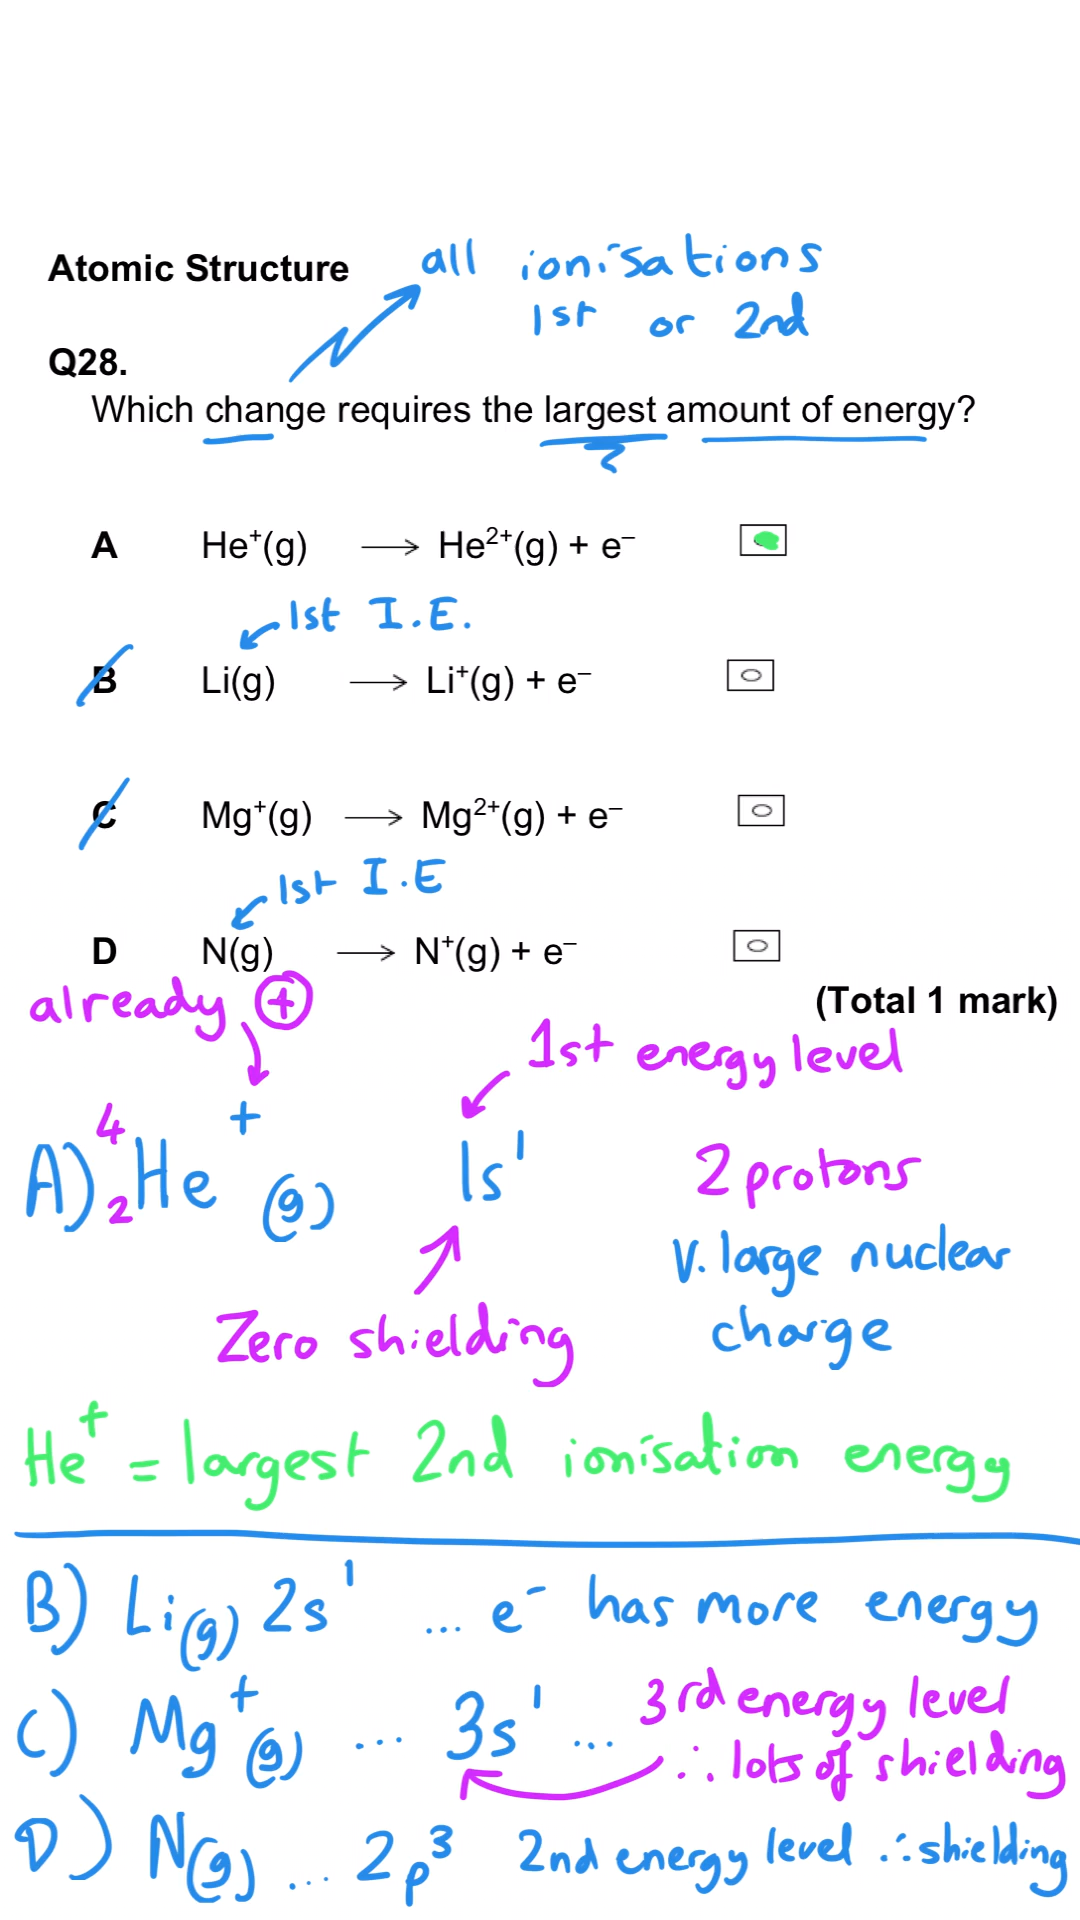 Atomic Structure
all ionisations
1st or 2nd
Q28.
Which change requires the largest amount of energy?
A He⁺(g) ⟶ He²⁺(g) + e⁻
1st I.E.
B Li(g) ⟶ Li⁺(g) + e⁻
C Mg⁺(g) ⟶ Mg²⁺(g) + e⁻
1st I.E
D N(g) ⟶ N⁺(g) + e⁻
(Total 1 mark)
already ⊕
1st energy level
A) ⁴₂He⁺(g) 1s¹ 2 protons
v. large nuclear
charge
Zero shielding
He⁺ = largest 2nd ionisation energy
B) Li(g) 2s¹ ... e⁻ has more energy
C) Mg⁺(g) ... 3s¹ ... 3rd energy level
∴ lots of shielding
D) N(g) ... 2p³ 2nd energy level ∴ shielding